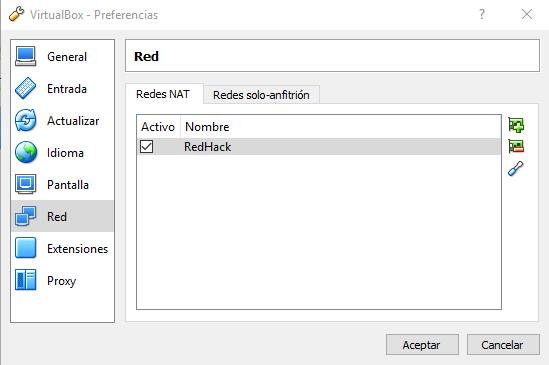 VirtualBox - Preferencias
?
General
Entrada
Actualizar
Idioma
Pantalla
Red
Extensiones
Proxy
Red
Redes NAT
Redes solo-anfitrión
Activo
Nombre
RedHack
Aceptar
Cancelar